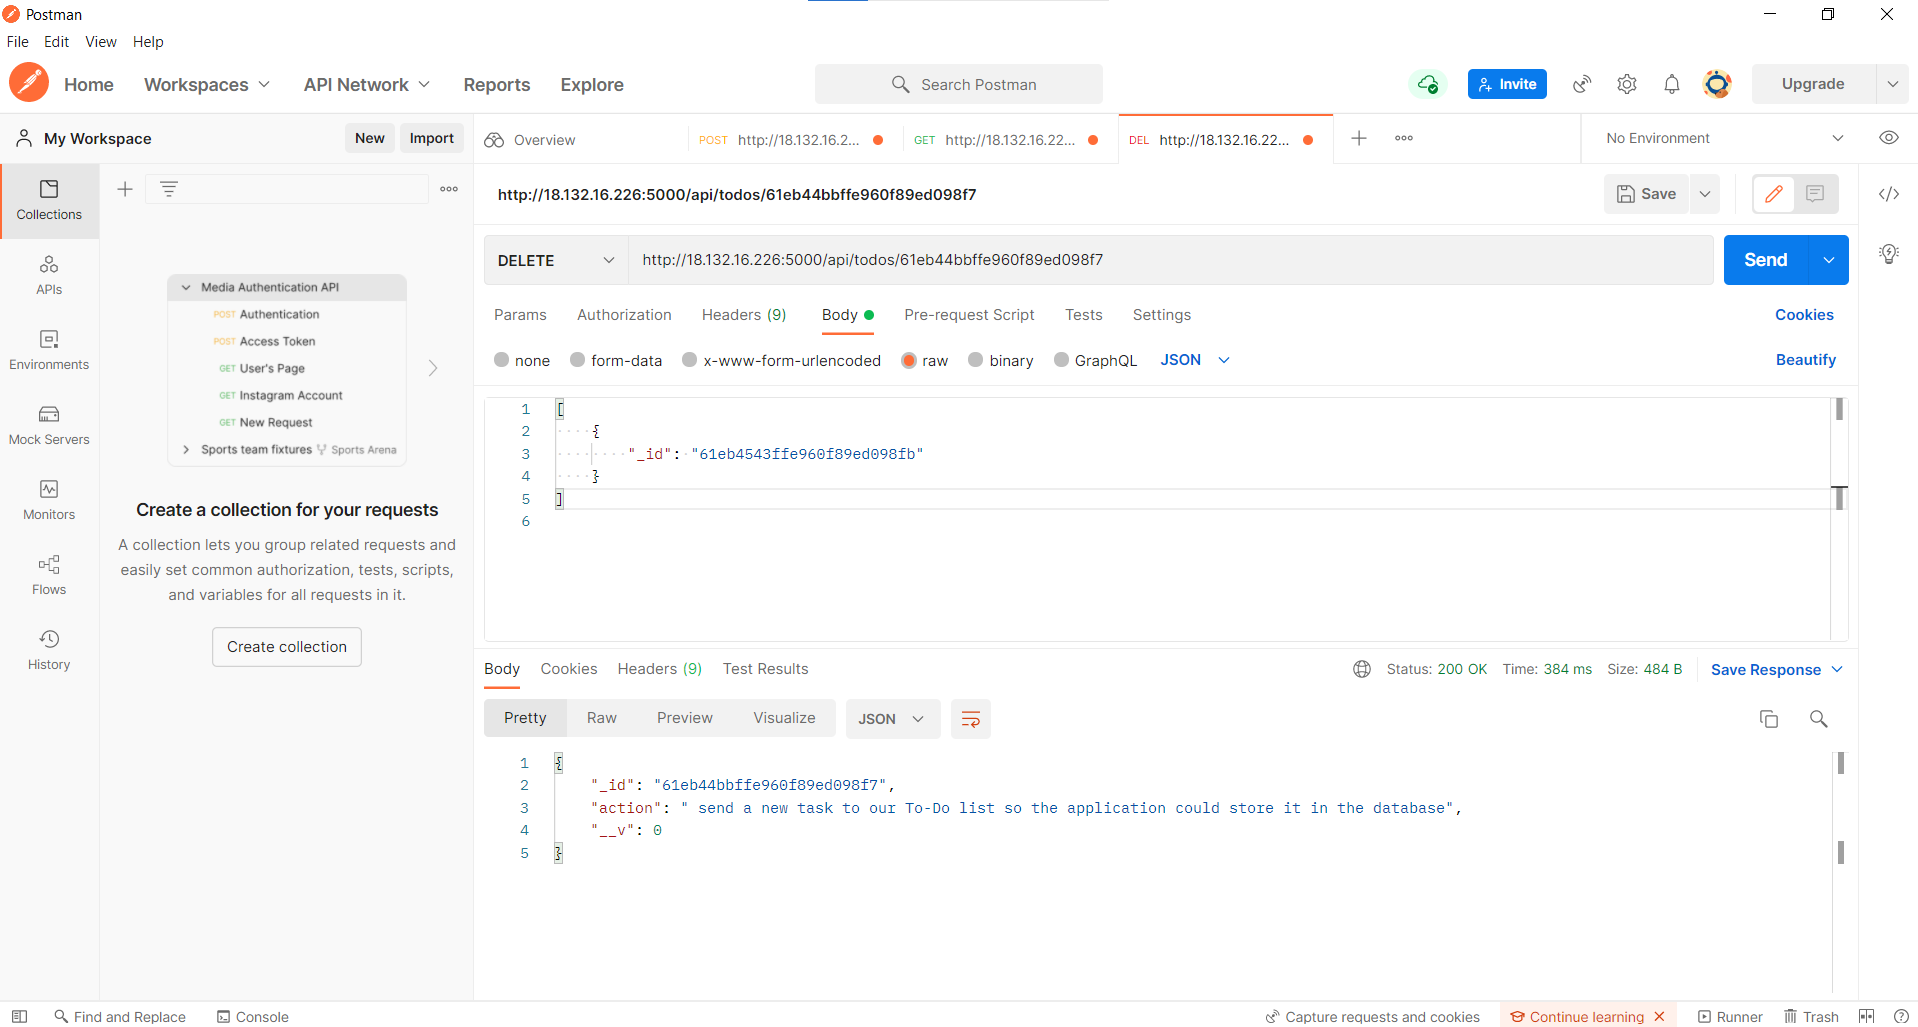 Postman
File Edit View Help
Home Workspaces API Network Reports Explore Search Postman Invite Upgrade
My Workspace New Import Overview POST http://18.132.16.2... GET http://18.132.16.22... DEL http://18.132.16.22... No Environment
Collections
APIs
Environments
Mock Servers
Monitors
Flows
History
Media Authentication API
POST Authentication
POST Access Token
GET User's Page
GET Instagram Account
GET New Request
Sports team fixtures Sports Arena
Create a collection for your requests
A collection lets you group related requests and
easily set common authorization, tests, scripts,
and variables for all requests in it.
Create collection
http://18.132.16.226:5000/api/todos/61eb44bbffe960f89ed098f7 Save
DELETE http://18.132.16.226:5000/api/todos/61eb44bbffe960f89ed098f7 Send
Params Authorization Headers (9) Body Pre-request Script Tests Settings Cookies
none form-data x-www-form-urlencoded raw binary GraphQL JSON Beautify
1 [
2 {
3 "_id": "61eb4543ffe960f89ed098fb"
4 }
5 ]
6
Body Cookies Headers (9) Test Results Status: 200 OK Time: 384 ms Size: 484 B Save Response
Pretty Raw Preview Visualize JSON
1 {
2 "_id": "61eb44bbffe960f89ed098f7",
3 "action": " send a new task to our To-Do list so the application could store it in the database",
4 "__v": 0
5 }
Find and Replace Console Capture requests and cookies Continue learning Runner Trash